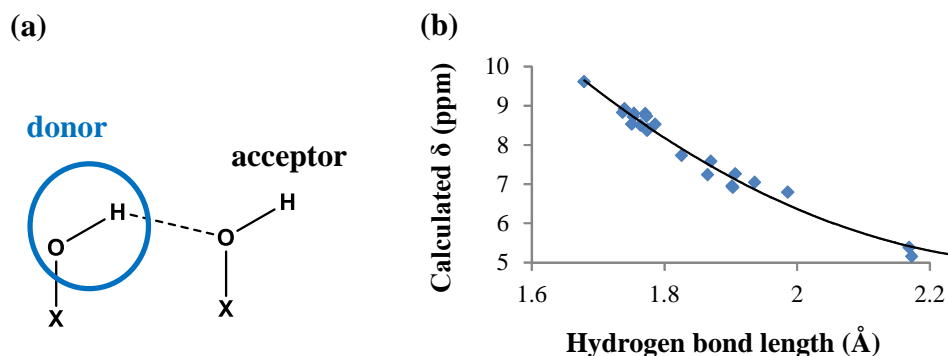 (a)
donor
acceptor
H
H
O
O
X
X
(b)
Calculated δ (ppm)
10
9
8
7
6
5
1.6
1.8
2
2.2
Hydrogen bond length (Å)